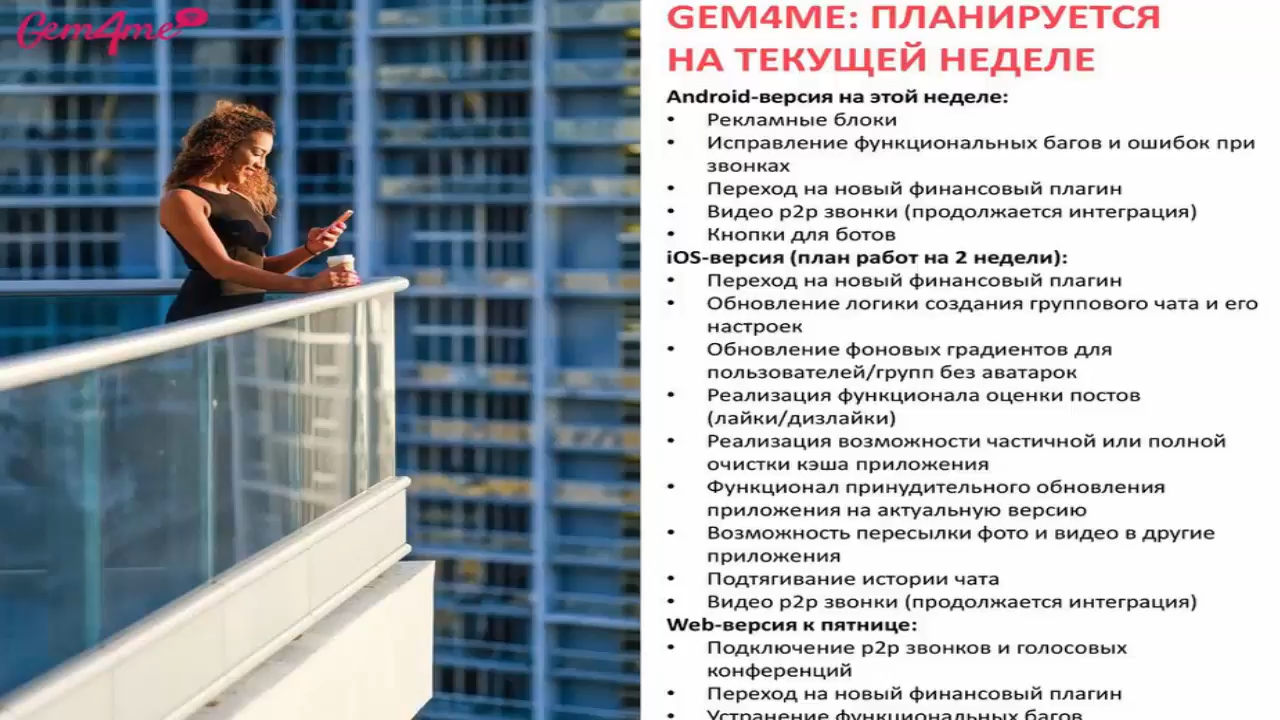 Gem4me
GEM4ME: ПЛАНИРУЕТСЯ
НА ТЕКУЩЕЙ НЕДЕЛЕ
Android-версия на этой неделе:
• Рекламные блоки
• Исправление функциональных багов и ошибок при
звонках
• Переход на новый финансовый плагин
• Видео p2p звонки (продолжается интеграция)
• Кнопки для ботов
iOS-версия (план работ на 2 недели):
• Переход на новый финансовый плагин
• Обновление логики создания группового чата и его
настроек
• Обновление фоновых градиентов для
пользователей/групп без аватарок
• Реализация функционала оценки постов
(лайки/дизлайки)
• Реализация возможности частичной или полной
очистки кэша приложения
• Функционал принудительного обновления
приложения на актуальную версию
• Возможность пересылки фото и видео в другие
приложения
• Подтягивание истории чата
• Видео p2p звонки (продолжается интеграция)
Web-версия к пятнице:
• Подключение p2p звонков и голосовых
конференций
• Переход на новый финансовый плагин
• Устранение функциональных багов